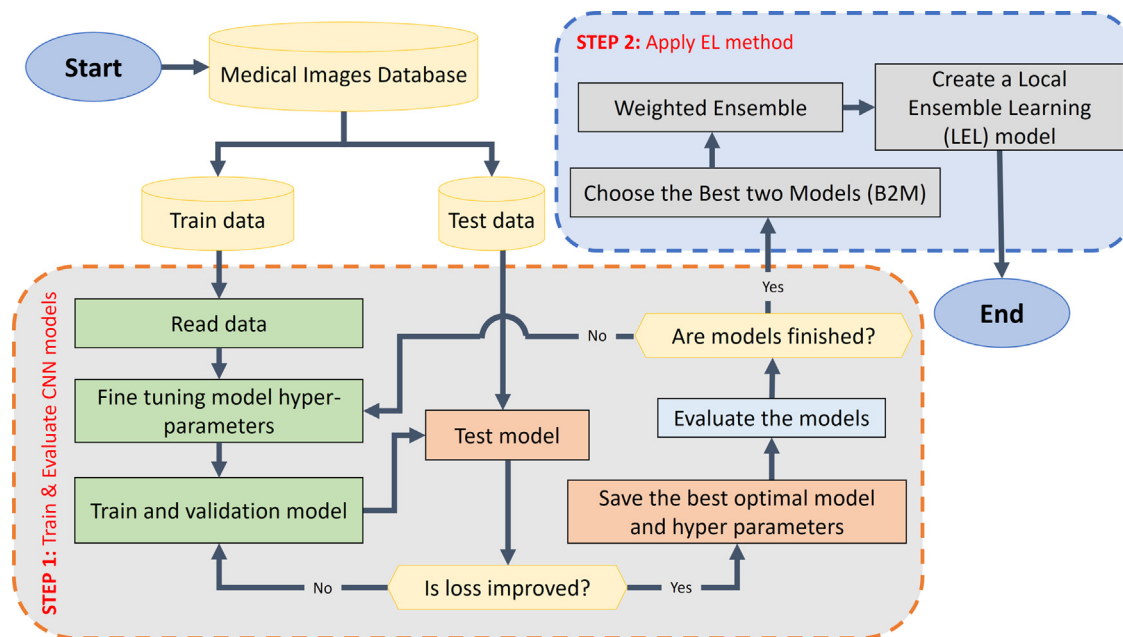 Start
Medical Images Database
Train data
Test data
STEP 1: Train & Evaluate CNN models
Read data
Fine tuning model hyper-
parameters
Train and validation model
Test model
Is loss improved?
No
Yes
Save the best optimal model
and hyper parameters
Evaluate the models
Are models finished?
No
Yes
STEP 2: Apply EL method
Choose the Best two Models (B2M)
Weighted Ensemble
Create a Local
Ensemble Learning
(LEL) model
End